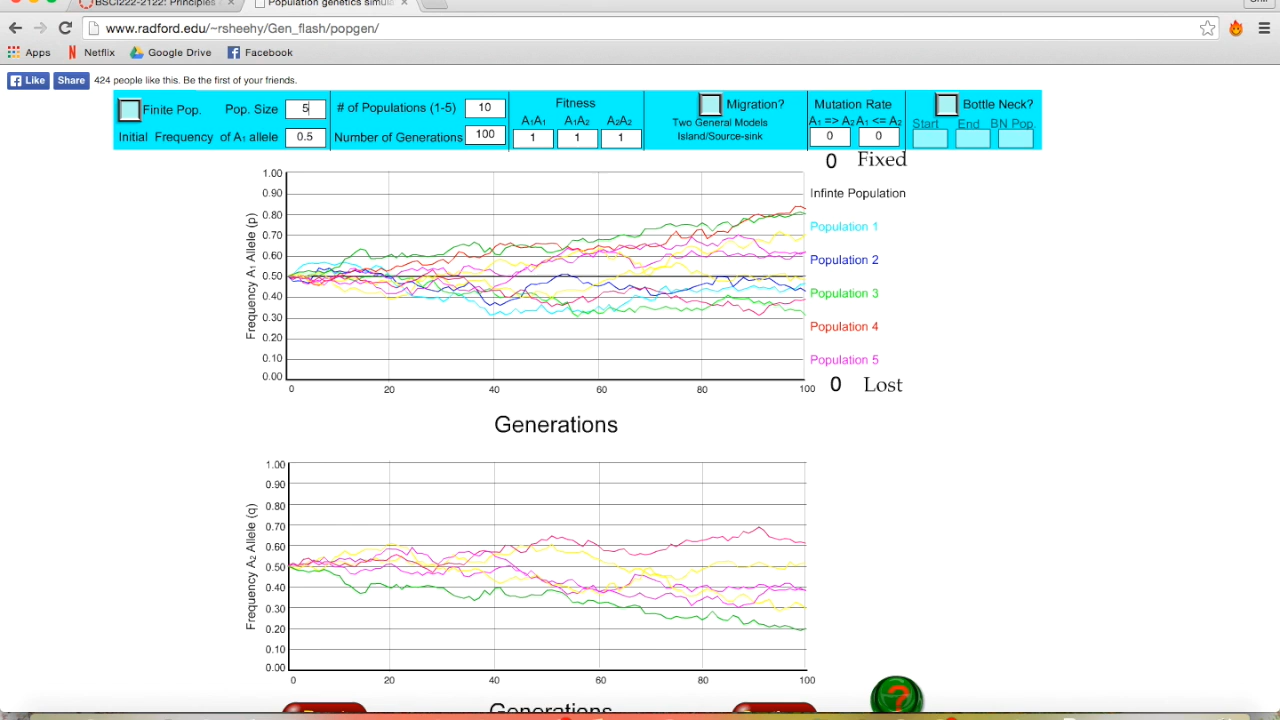 BSCI222-2122: Principles
Population genetics simul
www.radford.edu/~rsheehy/Gen_flash/popgen/
Apps Netflix Google Drive Facebook
Like Share 424 people like this. Be the first of your friends.
Finite Pop. Pop. Size 5
Initial Frequency of A1 allele 0.5
# of Populations (1-5) 10
Number of Generations 100
Fitness
A1A1 A1A2 A2A2
1 1 1
Migration?
Two General Models
Island/Source-sink
Mutation Rate
A1 => A2 A1 <= A2
0 0
Bottle Neck?
Start End BN Pop.
0 Fixed
Infinte Population
Population 1
Population 2
Population 3
Population 4
Population 5
0 Lost
Frequency A1 Allele (p)
1.00
0.90
0.80
0.70
0.60
0.50
0.40
0.30
0.20
0.10
0.00
0 20 40 60 80 100
Generations
Frequency A2 Allele (q)
1.00
0.90
0.80
0.70
0.60
0.50
0.40
0.30
0.20
0.10
0.00
0 20 40 60 80 100
?
Generations